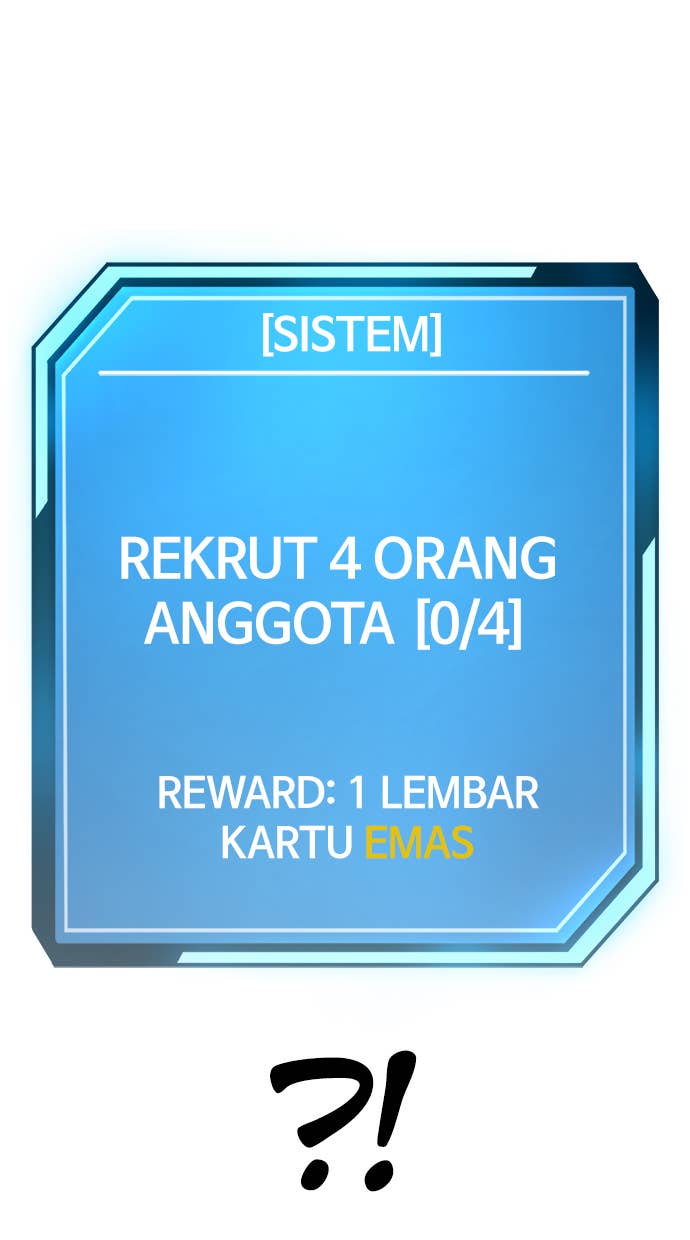 [SISTEM]
REKRUT 4 ORANG
ANGGOTA [0/4]
REWARD: 1 LEMBAR
KARTU EMAS
?!